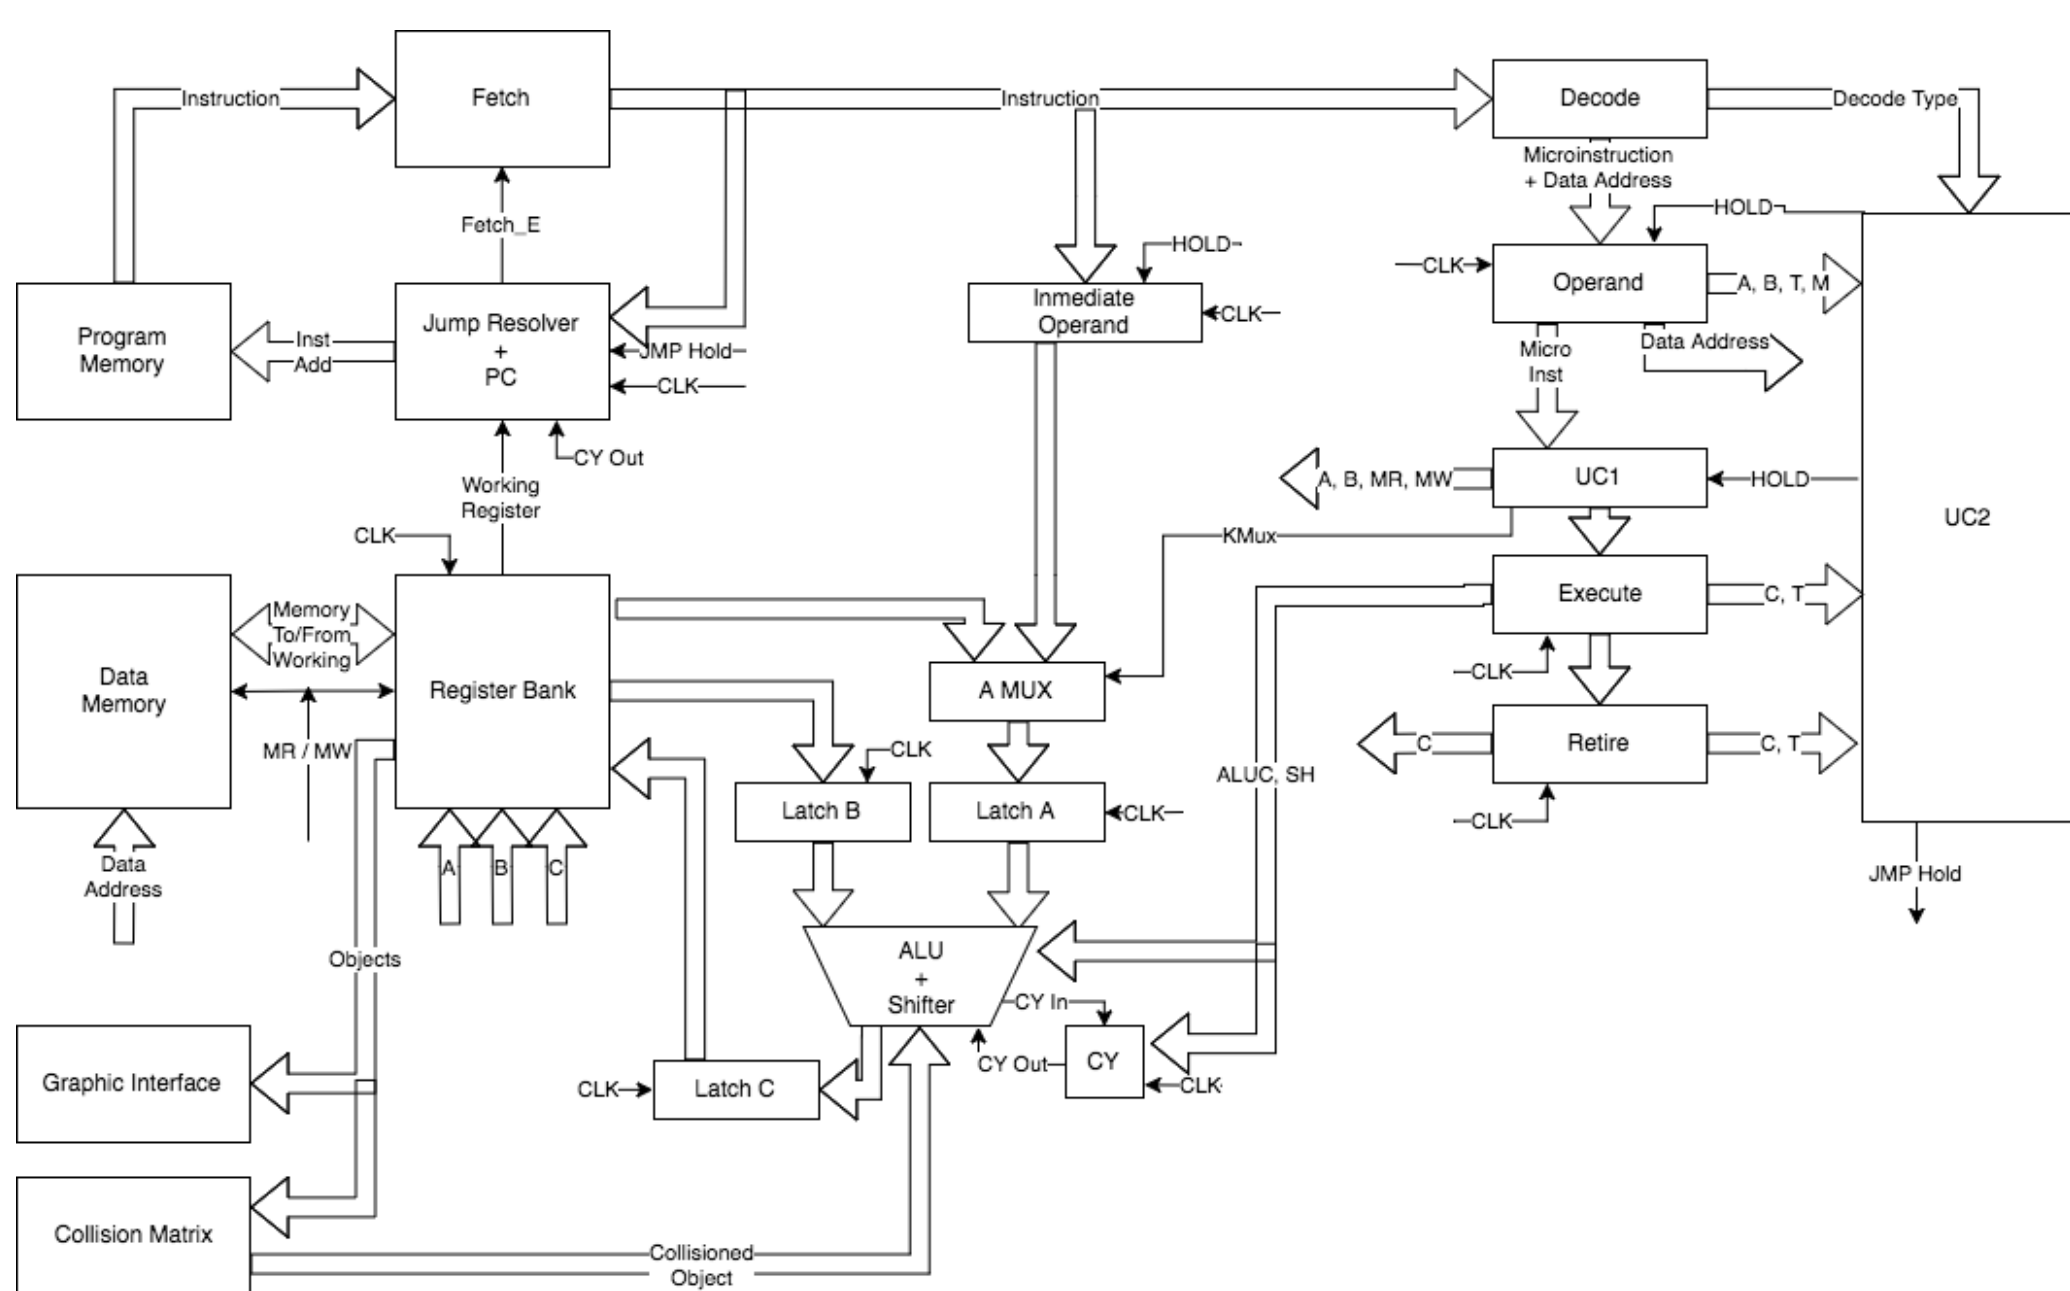 Instruction
Fetch
Instruction
Decode
Decode Type
Microinstruction
+ Data Address
HOLD
Fetch_E
HOLD
CLK
Operand
A, B, T, M
Program
Memory
Inst
Add
Jump Resolver
+
PC
JMP Hold
CLK
Inmediate
Operand
CLK
Micro
Inst
Data Address
CY Out
Working
Register
A, B, MR, MW
UC1
HOLD
UC2
CLK
KMux
Data
Memory
Memory
To/From
Working
Register Bank
MR / MW
A MUX
Execute
C, T
CLK
C
Retire
C, T
CLK
CLK
Latch B
Latch A
CLK
ALUC, SH
JMP Hold
Data
Address
A
B
C
Objects
ALU
+
Shifter
CY In
CY Out
CY
CLK
Graphic Interface
CLK
Latch C
Collision Matrix
Collisioned
Object